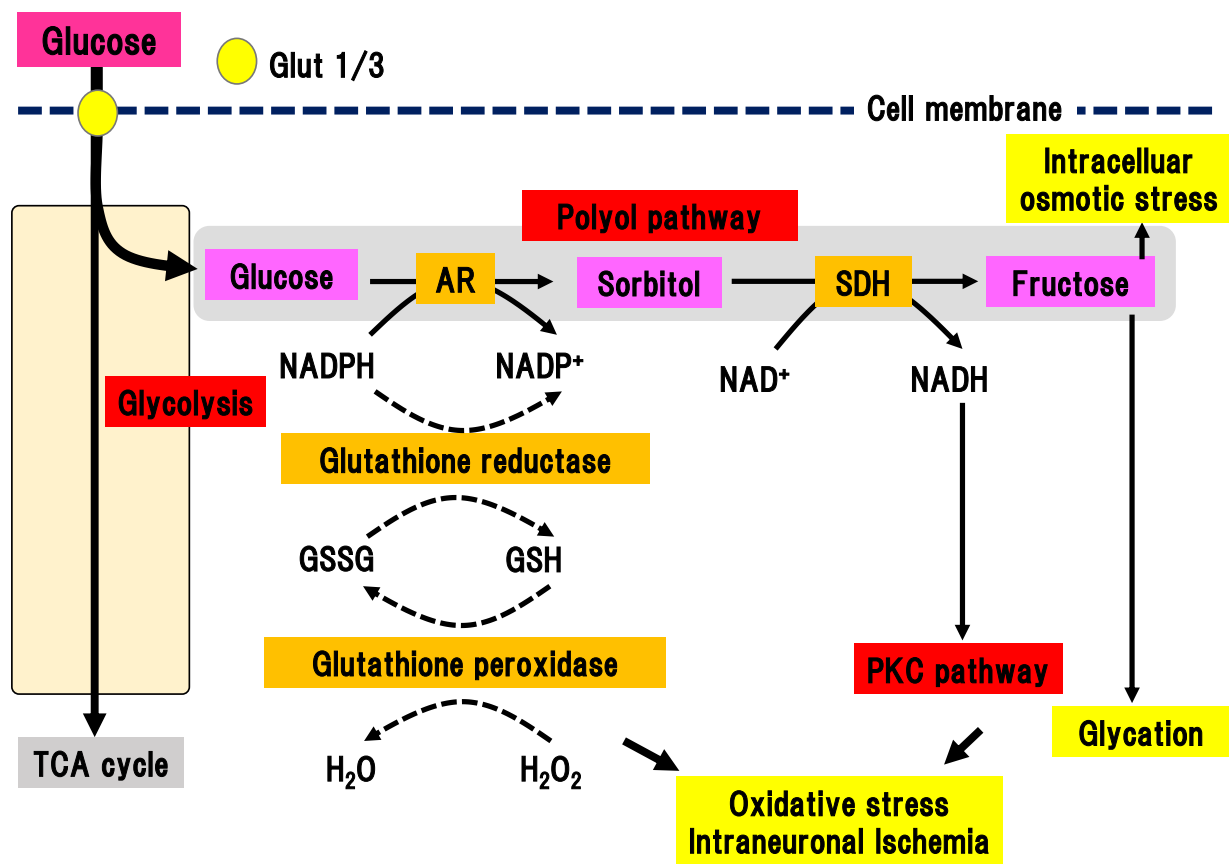 Glucose
Glut 1/3
Cell membrane
Intracelluar
osmotic stress
Polyol pathway
Glucose
AR
Sorbitol
SDH
Fructose
NADPH
NADP⁺
NAD⁺
NADH
Glycolysis
Glutathione reductase
GSSG
GSH
Glutathione peroxidase
PKC pathway
Glycation
TCA cycle
H₂O
H₂O₂
Oxidative stress
Intraneuronal Ischemia